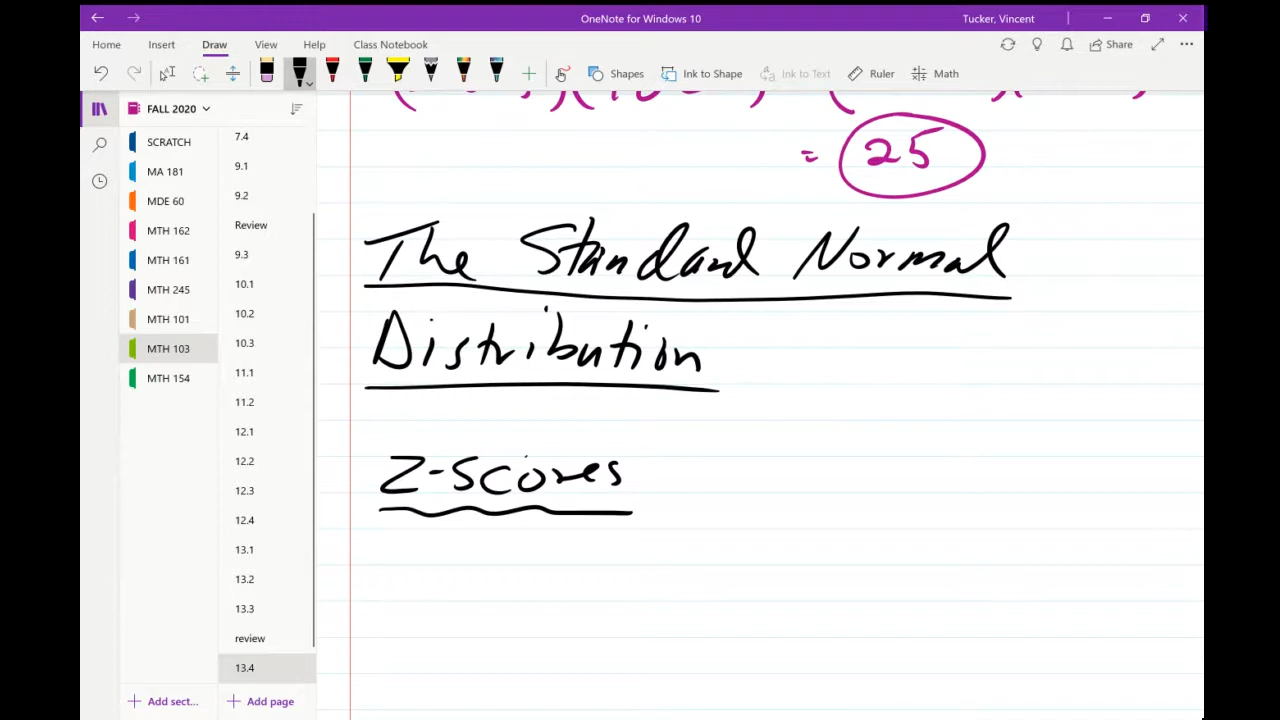 OneNote for Windows 10
Tucker, Vincent
Home Insert Draw View Help Class Notebook
Share
Shapes Ink to Shape Ink to Text Ruler Math
FALL 2020
SCRATCH
MA 181
MDE 60
MTH 162
MTH 161
MTH 245
MTH 101
MTH 103
MTH 154
Add sect...
7.4
9.1
9.2
Review
9.3
10.1
10.2
10.3
11.1
11.2
12.1
12.2
12.3
12.4
13.1
13.2
13.3
review
13.4
Add page
= 25
The Standard Normal
Distribution
Z-Scores